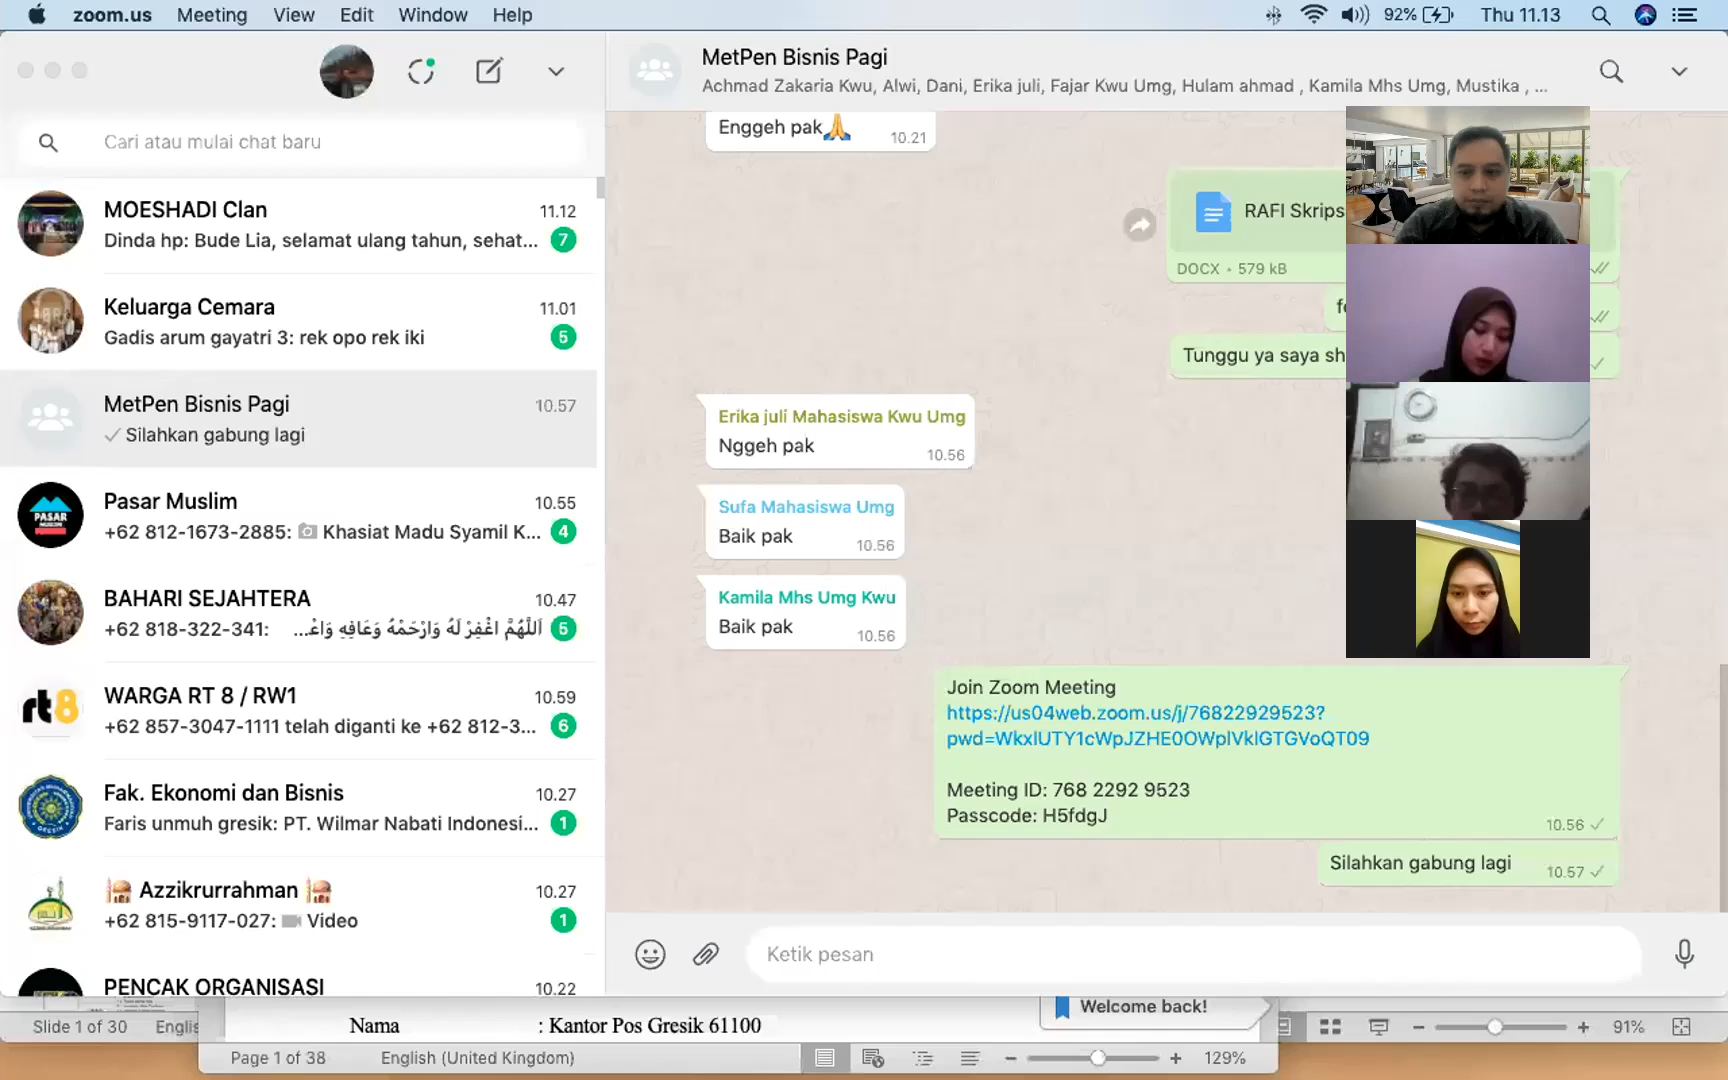 zoom.us Meeting View Edit Window Help
92% Thu 11.13
Cari atau mulai chat baru
MOESHADI Clan 11.12
Dinda hp: Bude Lia, selamat ulang tahun, sehat... 7
Keluarga Cemara 11.01
Gadis arum gayatri 3: rek opo rek iki 5
MetPen Bisnis Pagi 10.57
Silahkan gabung lagi
Pasar Muslim 10.55
PASAR MUSLIM
+62 812-1673-2885: Khasiat Madu Syamil K... 4
BAHARI SEJAHTERA 10.47
+62 818-322-341: اَللَّهُمَّ اغْفِرْ لَهُ وَارْحَمْهُ وَعَافِهِ وَاعْ... 5
WARGA RT 8 / RW1 10.59
rt8
+62 857-3047-1111 telah diganti ke +62 812-3... 6
Fak. Ekonomi dan Bisnis 10.27
Faris unmuh gresik: PT. Wilmar Nabati Indonesi... 1
Azzikrurrahman 10.27
+62 815-9117-027: Video 1
PENCAK ORGANISASI 10.22
MetPen Bisnis Pagi
Achmad Zakaria Kwu, Alwi, Dani, Erika juli, Fajar Kwu Umg, Hulam ahmad , Kamila Mhs Umg, Mustika , ...
Enggeh pak🙏 10.21
RAFI Skrips
DOCX • 579 kB
Tunggu ya saya sh
Erika juli Mahasiswa Kwu Umg
Nggeh pak 10.56
Sufa Mahasiswa Umg
Baik pak 10.56
Kamila Mhs Umg Kwu
Baik pak 10.56
Join Zoom Meeting
https://us04web.zoom.us/j/76822929523?
pwd=WkxlUTY1cWpJZHE0OWplVklGTGVoQT09
Meeting ID: 768 2292 9523
Passcode: H5fdgJ
10.56
Silahkan gabung lagi 10.57
Ketik pesan
Slide 1 of 30 Englis
Nama : Kantor Pos Gresik 61100
Welcome back!
91%
Page 1 of 38 English (United Kingdom) 129%